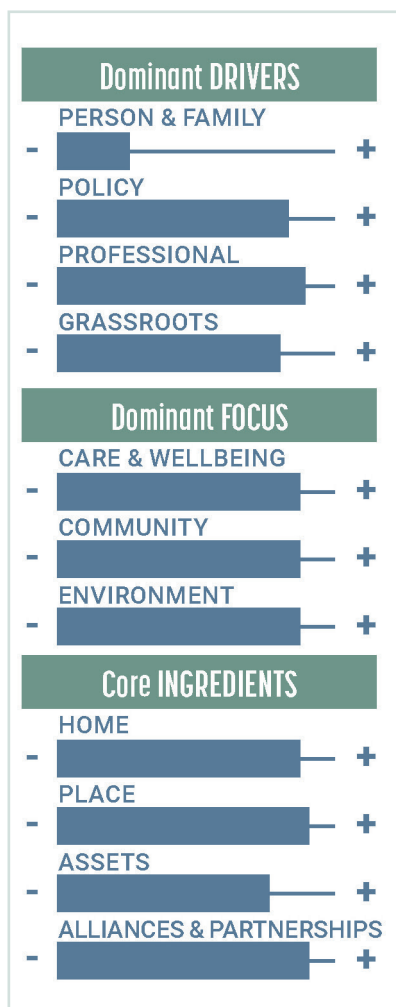 Dominant DRIVERS
PERSON & FAMILY
- +
POLICY
- +
PROFESSIONAL
- +
GRASSROOTS
- +
Dominant FOCUS
CARE & WELLBEING
- +
COMMUNITY
- +
ENVIRONMENT
- +
Core INGREDIENTS
HOME
- +
PLACE
- +
ASSETS
- +
ALLIANCES & PARTNERSHIPS
- +